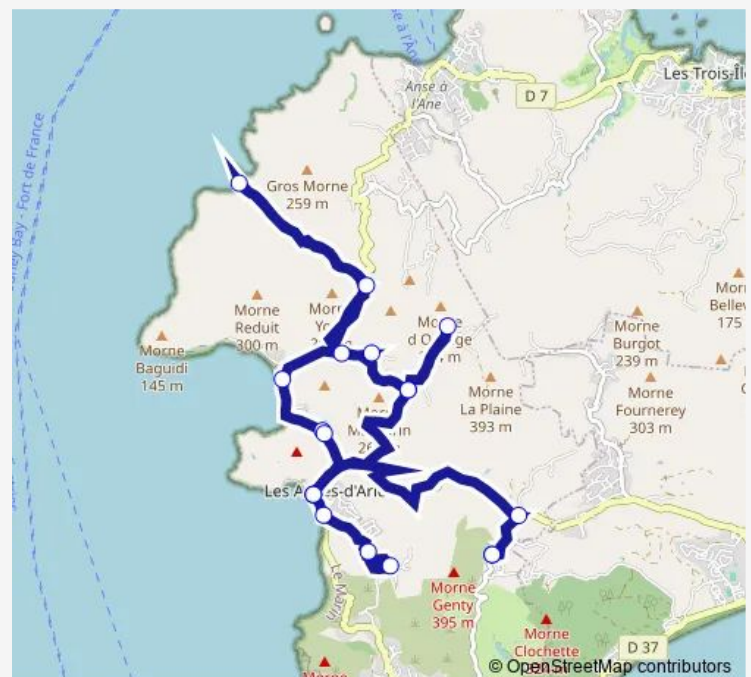 Les Trois-Îl
Anse à
l'Ane
D 7
Bay - Fort de France
Gros Morne
259 m
Morne
Reduit
300 m
Morne
Baguidi
145 m
175
Morne
Burgot
239 m
Morne
La Plaine
393 m
Morne
Fournerey
303 m
Le Marin
Morne
Genty
395 m
Morne
Clochette
D 37
© OpenStreetMap contributors